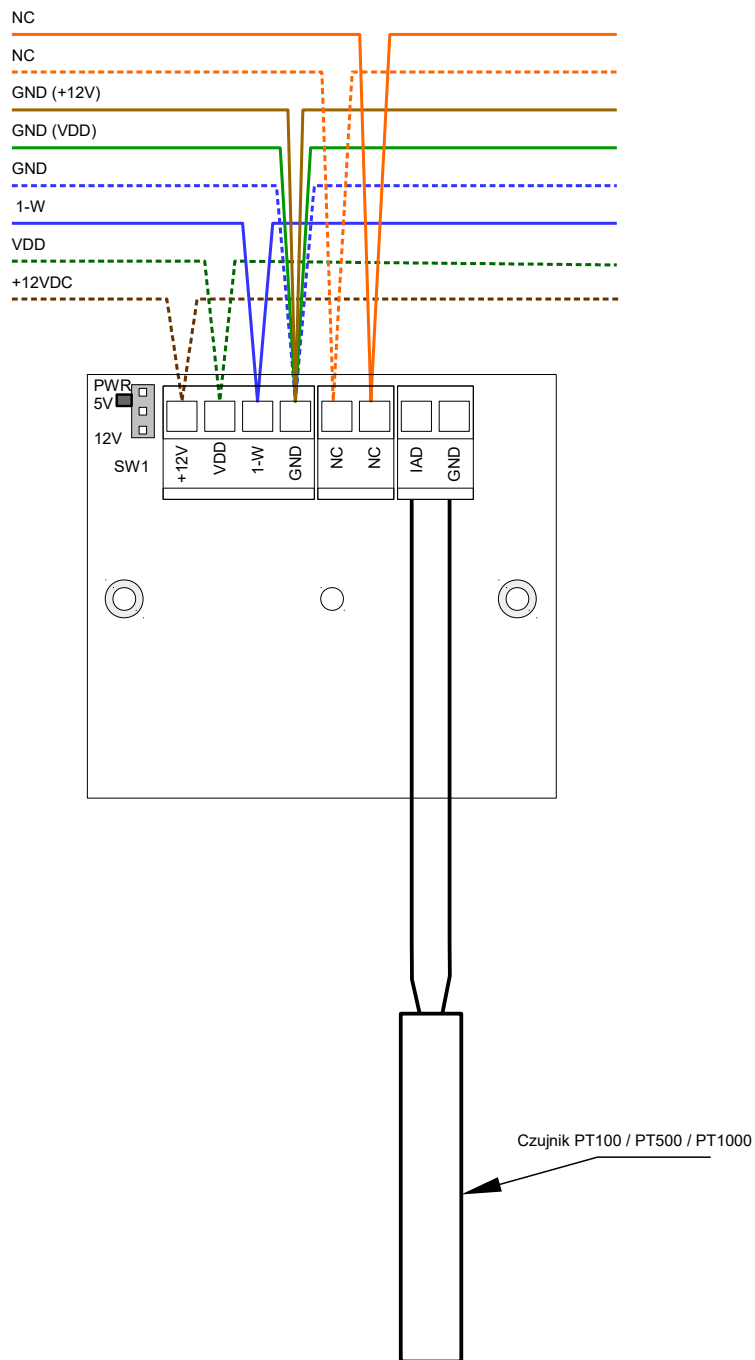 NC
NC
GND (+12V)
GND (VDD)
GND
1-W
VDD
+12VDC
PWR
5V
12V
SW1
+12V
VDD
1-W
GND
NC
NC
IAD
GND
Czujnik PT100 / PT500 / PT1000